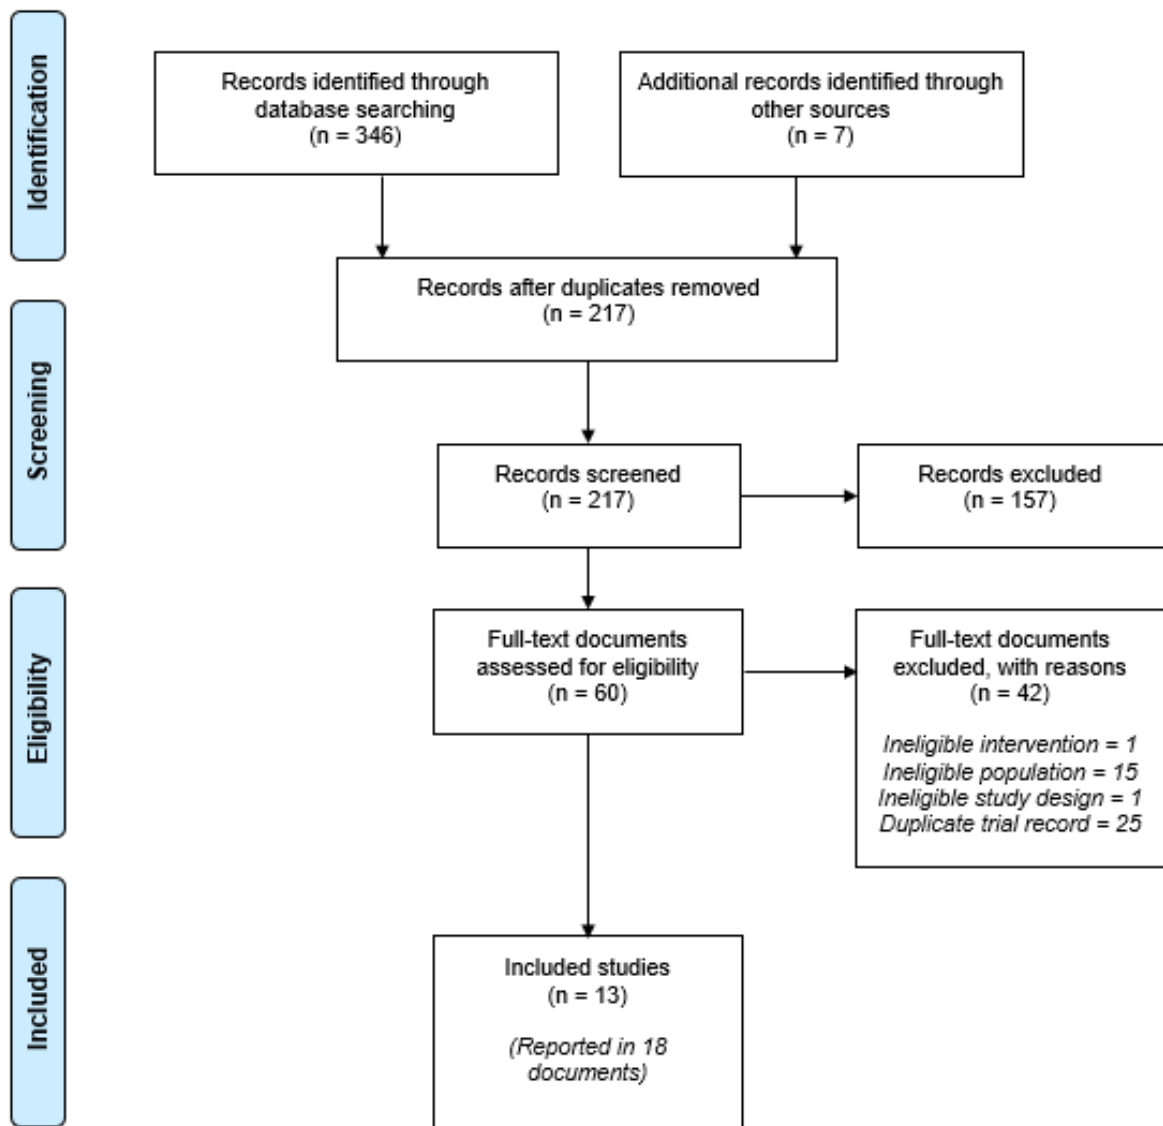 Identification
Records identified through
database searching
(n = 346)
Additional records identified through
other sources
(n = 7)
Records after duplicates removed
(n = 217)
Screening
Records screened
(n = 217)
Records excluded
(n = 157)
Eligibility
Full-text documents
assessed for eligibility
(n = 60)
Full-text documents
excluded, with reasons
(n = 42)
Ineligible intervention = 1
Ineligible population = 15
Ineligible study design = 1
Duplicate trial record = 25
Included
Included studies
(n = 13)
(Reported in 18
documents)